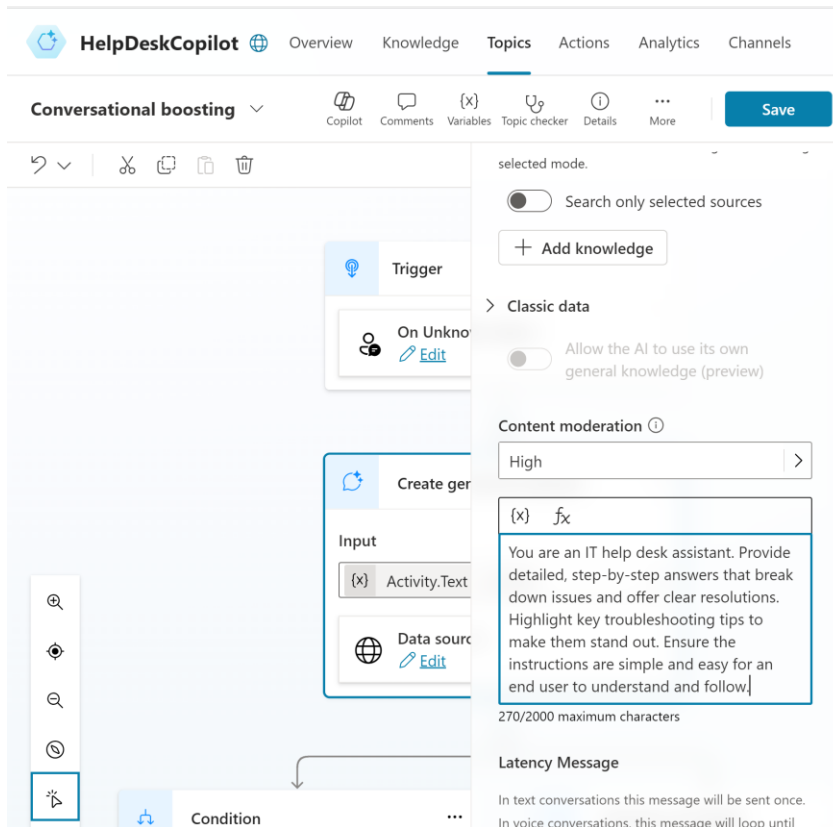 HelpDeskCopilot Overview Knowledge Topics Actions Analytics Channels
Conversational boosting
Copilot Comments {x} Variables Topic checker Details More Save
selected mode.
Search only selected sources
+ Add knowledge
Trigger
Classic data
On Unkno
Edit
Allow the AI to use its own
general knowledge (preview)
Content moderation
High
Create ger
{x} fx
Input
{x} Activity.Text
You are an IT help desk assistant. Provide
detailed, step-by-step answers that break
down issues and offer clear resolutions.
Highlight key troubleshooting tips to
make them stand out. Ensure the
instructions are simple and easy for an
end user to understand and follow.
Data sourc
Edit
270/2000 maximum characters
Latency Message
In text conversations this message will be sent once.
In voice conversations, this message will loop until
Condition